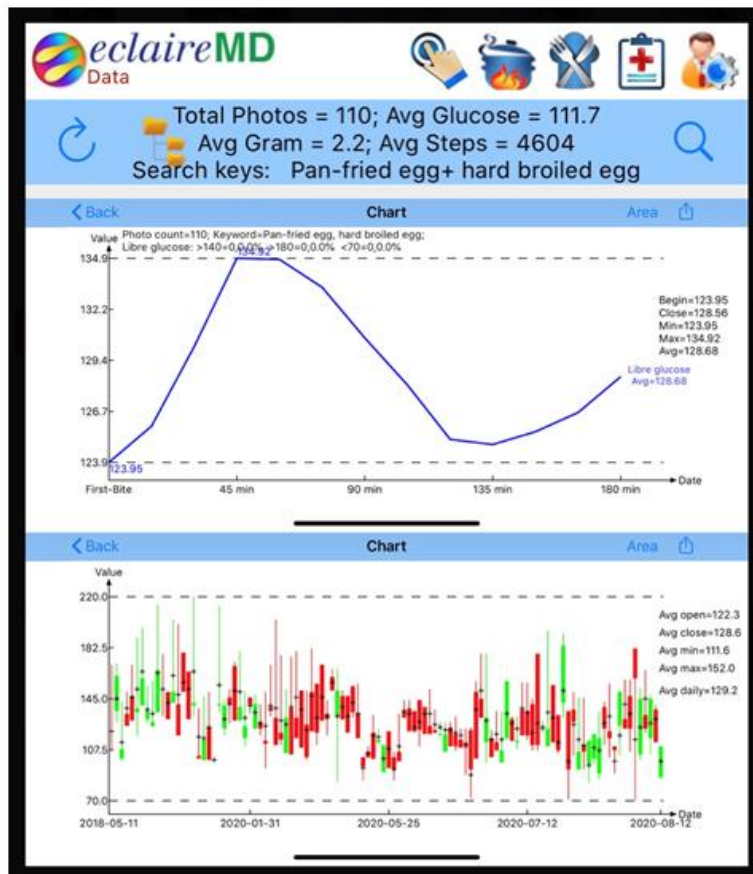 eclaireMD
Data
Total Photos = 110; Avg Glucose = 111.7
Avg Gram = 2.2; Avg Steps = 4604
Search keys: Pan-fried egg+ hard broiled egg
Back Chart Area
Value Photo count=110; Keyword=Pan-fried egg, hard broiled egg;
Libre glucose: >140=0,0.0% >180=0,0.0% <70=0,0.0%
134.9
134.92
132.2
129.4
126.7
123.9
123.95
Begin=123.95
Close=128.56
Min=123.95
Max=134.92
Avg=128.68
Libre glucose
Avg=128.68
Date
First-Bite 45 min 90 min 135 min 180 min
Back Chart Area
Value
220.0
182.5
145.0
107.5
70.0
Avg open=122.3
Avg close=128.6
Avg min=111.6
Avg max=152.0
Avg daily=129.2
Date
2018-05-11 2020-01-31 2020-05-25 2020-07-12 2020-08-12